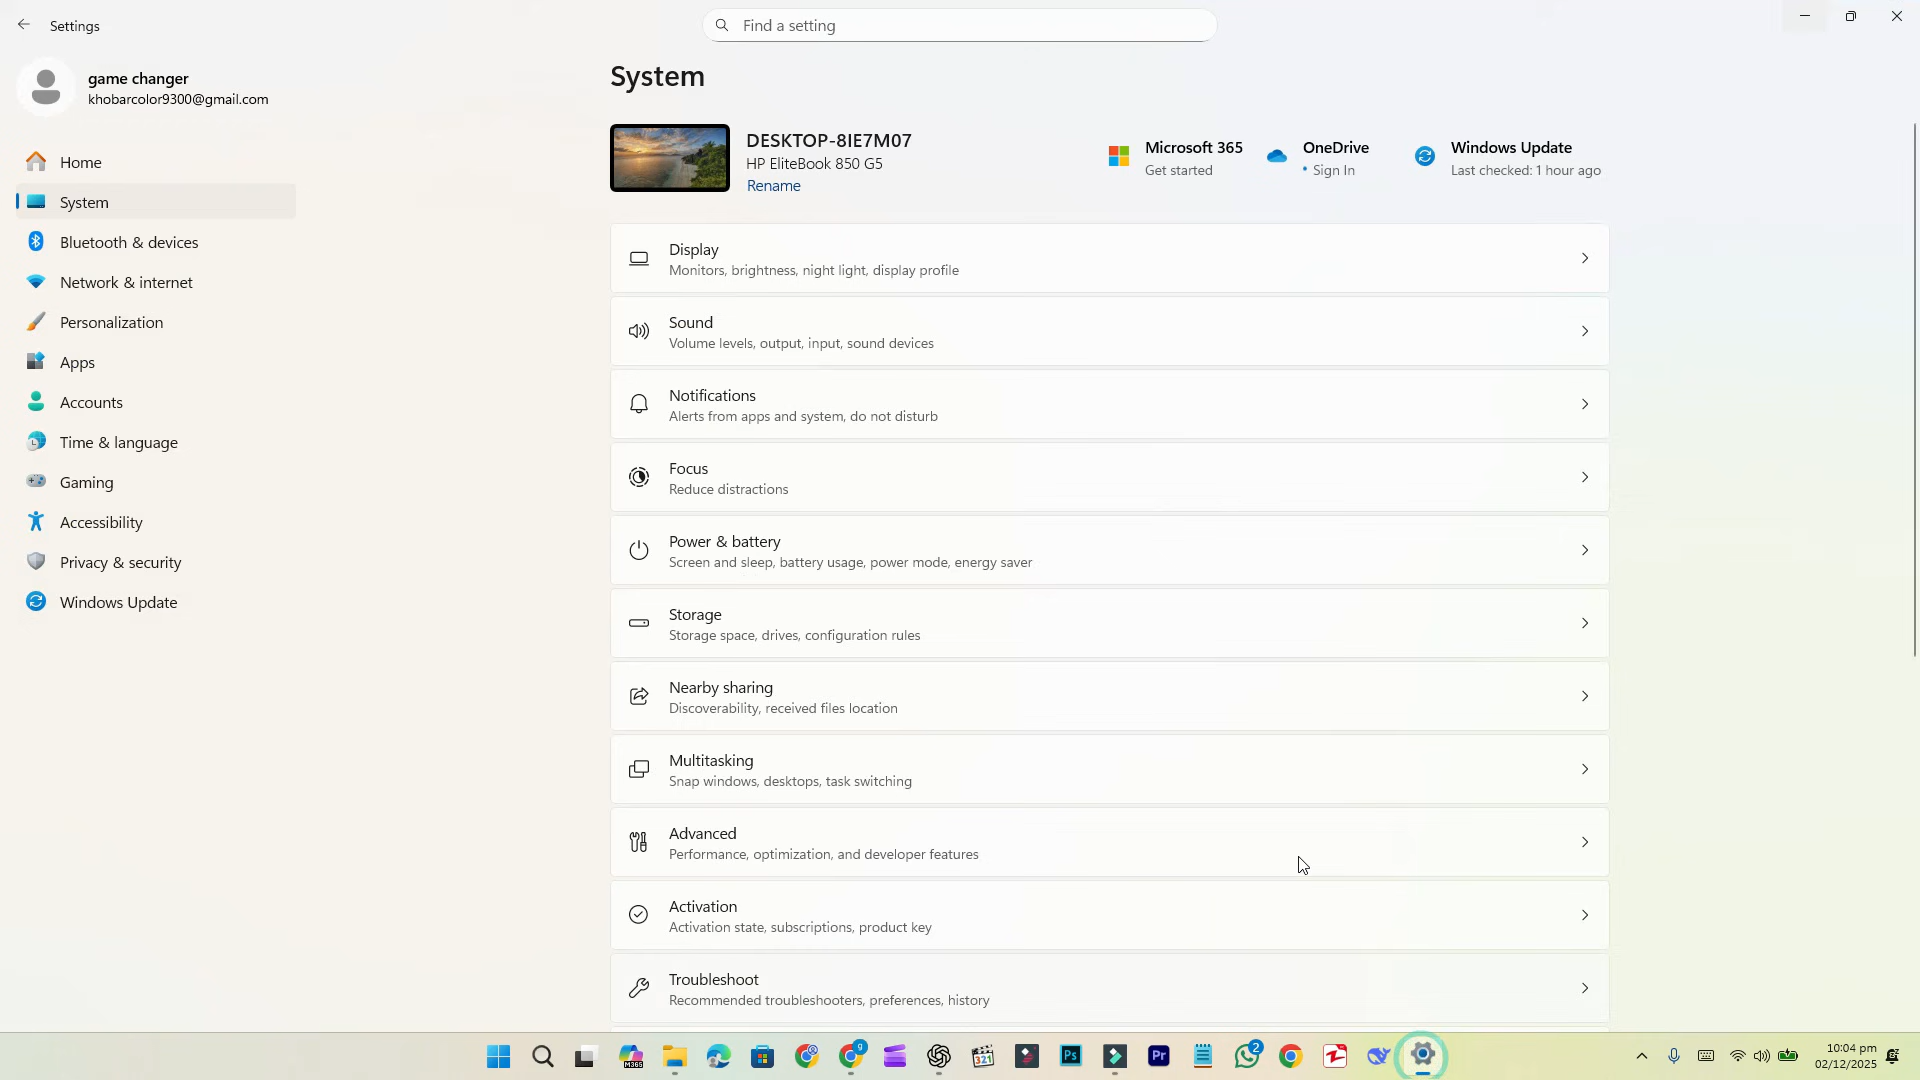 Settings
Find a setting
game changer
khobarcolor9300@gmail.com
Home
System
Bluetooth & devices
Network & internet
Personalization
Apps
Accounts
Time & language
Gaming
Accessibility
Privacy & security
Windows Update
System
DESKTOP-8IE7M07
HP EliteBook 850 G5
Rename
Microsoft 365
Get started
OneDrive
• Sign In
Windows Update
Last checked: 1 hour ago
Display
Monitors, brightness, night light, display profile
Sound
Volume levels, output, input, sound devices
Notifications
Alerts from apps and system, do not disturb
Focus
Reduce distractions
Power & battery
Screen and sleep, battery usage, power mode, energy saver
Storage
Storage space, drives, configuration rules
Nearby sharing
Discoverability, received files location
Multitasking
Snap windows, desktops, task switching
Advanced
Performance, optimization, and developer features
Activation
Activation state, subscriptions, product key
Troubleshoot
Recommended troubleshooters, preferences, history
M365
9
321
Ps
Pr
2
10:04 pm
02/12/2025